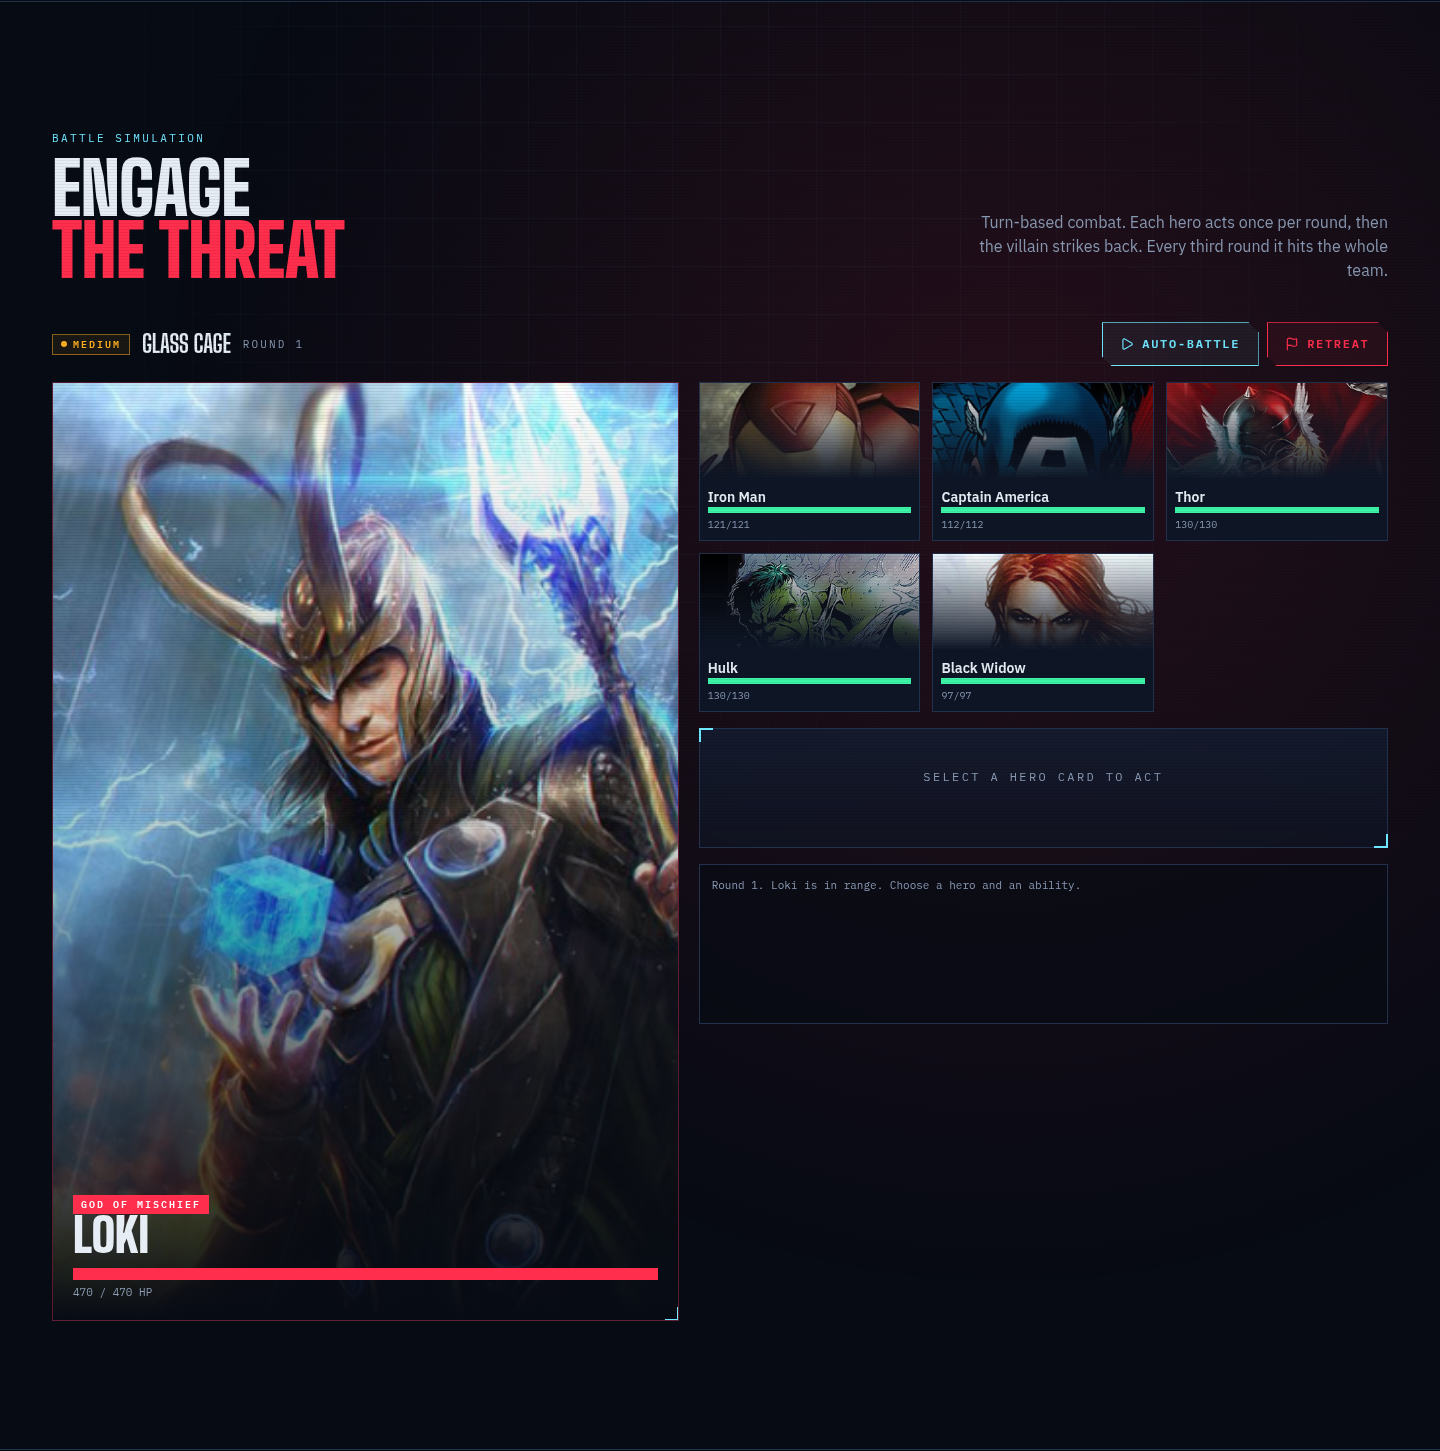 BATTLE SIMULATION
ENGAGE
THE THREAT
Turn-based combat. Each hero acts once per round, then
the villain strikes back. Every third round it hits the whole
team.
MEDIUM GLASS CAGE ROUND 1
AUTO-BATTLE RETREAT
Iron Man
121/121
Captain America
112/112
Thor
130/130
Hulk
130/130
Black Widow
97/97
SELECT A HERO CARD TO ACT
Round 1. Loki is in range. Choose a hero and an ability.
GOD OF MISCHIEF
LOKI
470 / 470 HP